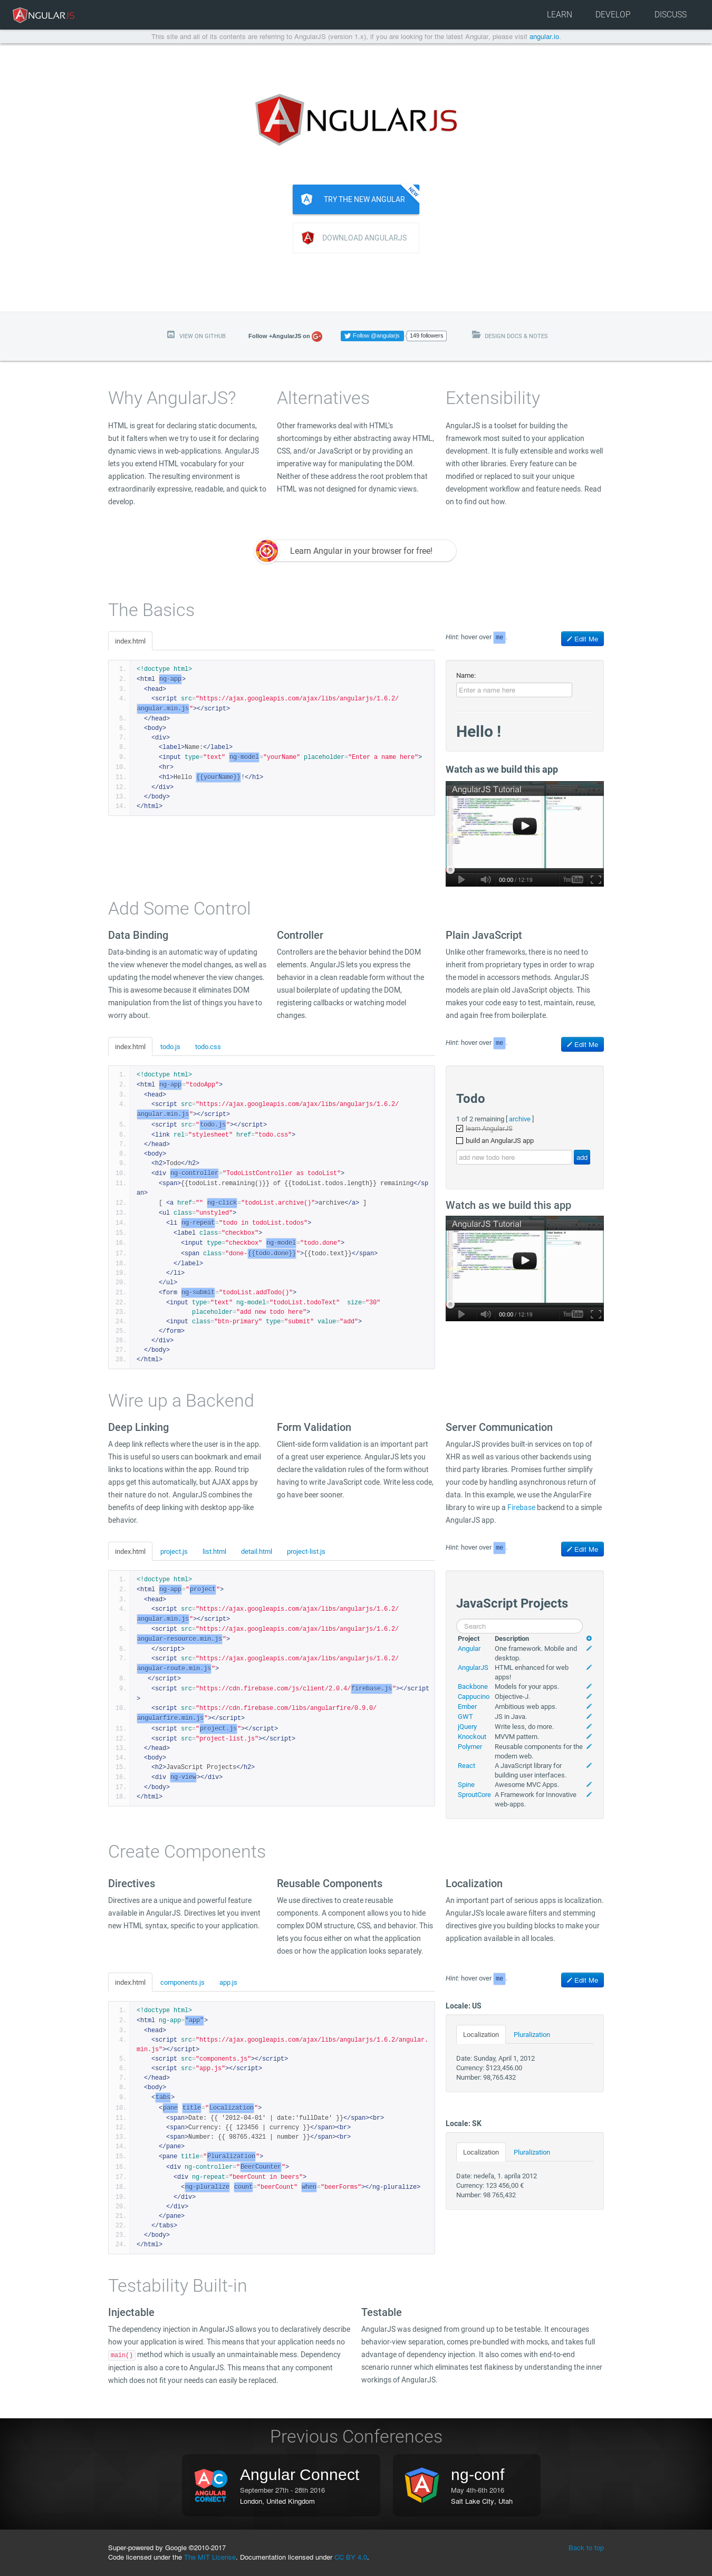 ANGULARJS
LEARN DEVELOP DISCUSS
This site and all of its contents are referring to AngularJS (version 1.x), if you are looking for the latest Angular, please visit angular.io.
ANGULARJS
TRY THE NEW ANGULAR
NEW
DOWNLOAD ANGULARJS
VIEW ON GITHUB
Follow +AngularJS on
Follow @angularjs
149 followers
DESIGN DOCS & NOTES
Why AngularJS?
HTML is great for declaring static documents,
but it falters when we try to use it for declaring
dynamic views in web-applications. AngularJS
lets you extend HTML vocabulary for your
application. The resulting environment is
extraordinarily expressive, readable, and quick to
develop.
Alternatives
Other frameworks deal with HTML's
shortcomings by either abstracting away HTML,
CSS, and/or JavaScript or by providing an
imperative way for manipulating the DOM.
Neither of these address the root problem that
HTML was not designed for dynamic views.
Extensibility
AngularJS is a toolset for building the
framework most suited to your application
development. It is fully extensible and works well
with other libraries. Every feature can be
modified or replaced to suit your unique
development workflow and feature needs. Read
on to find out how.
Learn Angular in your browser for free!
The Basics
index.html
1. <!doctype html>
2. <html ng-app>
3. <head>
4. <script src="https://ajax.googleapis.com/ajax/libs/angularjs/1.6.2/
angular.min.js"></script>
5. </head>
6. <body>
7. <div>
8. <label>Name:</label>
9. <input type="text" ng-model="yourName" placeholder="Enter a name here">
10. <hr>
11. <h1>Hello {{yourName}}!</h1>
12. </div>
13. </body>
14. </html>
Hint: hover over me.
Edit Me
Name:
Enter a name here
Hello !
Watch as we build this app
AngularJS Tutorial
00:00 / 12:19
YouTube
Add Some Control
Data Binding
Data-binding is an automatic way of updating
the view whenever the model changes, as well as
updating the model whenever the view changes.
This is awesome because it eliminates DOM
manipulation from the list of things you have to
worry about.
Controller
Controllers are the behavior behind the DOM
elements. AngularJS lets you express the
behavior in a clean readable form without the
usual boilerplate of updating the DOM,
registering callbacks or watching model
changes.
Plain JavaScript
Unlike other frameworks, there is no need to
inherit from proprietary types in order to wrap
the model in accessors methods. AngularJS
models are plain old JavaScript objects. This
makes your code easy to test, maintain, reuse,
and again free from boilerplate.
index.html todo.js todo.css
1. <!doctype html>
2. <html ng-app="todoApp">
3. <head>
4. <script src="https://ajax.googleapis.com/ajax/libs/angularjs/1.6.2/
angular.min.js"></script>
5. <script src="todo.js"></script>
6. <link rel="stylesheet" href="todo.css">
7. </head>
8. <body>
9. <h2>Todo</h2>
10. <div ng-controller="TodoListController as todoList">
11. <span>{{todoList.remaining()}} of {{todoList.todos.length}} remaining</sp
an>
12. [ <a href="" ng-click="todoList.archive()">archive</a> ]
13. <ul class="unstyled">
14. <li ng-repeat="todo in todoList.todos">
15. <label class="checkbox">
16. <input type="checkbox" ng-model="todo.done">
17. <span class="done-{{todo.done}}">{{todo.text}}</span>
18. </label>
19. </li>
20. </ul>
21. <form ng-submit="todoList.addTodo()">
22. <input type="text" ng-model="todoList.todoText" size="30"
23. placeholder="add new todo here">
24. <input class="btn-primary" type="submit" value="add">
25. </form>
26. </div>
27. </body>
28. </html>
Hint: hover over me.
Edit Me
Todo
1 of 2 remaining [ archive ]
learn AngularJS
build an AngularJS app
add new todo here
add
Watch as we build this app
AngularJS Tutorial
00:00 / 12:19
YouTube
Wire up a Backend
Deep Linking
A deep link reflects where the user is in the app.
This is useful so users can bookmark and email
links to locations within the app. Round trip
apps get this automatically, but AJAX apps by
their nature do not. AngularJS combines the
benefits of deep linking with desktop app-like
behavior.
Form Validation
Client-side form validation is an important part
of a great user experience. AngularJS lets you
declare the validation rules of the form without
having to write JavaScript code. Write less code,
go have beer sooner.
Server Communication
AngularJS provides built-in services on top of
XHR as well as various other backends using
third party libraries. Promises further simplify
your code by handling asynchronous return of
data. In this example, we use the AngularFire
library to wire up a Firebase backend to a simple
AngularJS app.
index.html project.js list.html detail.html project-list.js
1. <!doctype html>
2. <html ng-app="project">
3. <head>
4. <script src="https://ajax.googleapis.com/ajax/libs/angularjs/1.6.2/
angular.min.js"></script>
5. <script src="https://ajax.googleapis.com/ajax/libs/angularjs/1.6.2/
angular-resource.min.js">
6. </script>
7. <script src="https://ajax.googleapis.com/ajax/libs/angularjs/1.6.2/
angular-route.min.js">
8. </script>
9. <script src="https://cdn.firebase.com/js/client/2.0.4/firebase.js"></script
>
10. <script src="https://cdn.firebase.com/libs/angularfire/0.9.0/
angularfire.min.js"></script>
11. <script src="project.js"></script>
12. <script src="project-list.js"></script>
13. </head>
14. <body>
15. <h2>JavaScript Projects</h2>
16. <div ng-view></div>
17. </body>
18. </html>
Hint: hover over me.
Edit Me
JavaScript Projects
Search
Project Description
Angular One framework. Mobile and
desktop.
AngularJS HTML enhanced for web
apps!
Backbone Models for your apps.
Cappucino Objective-J.
Ember Ambitious web apps.
GWT JS in Java.
jQuery Write less, do more.
Knockout MVVM pattern.
Polymer Reusable components for the
modern web.
React A JavaScript library for
building user interfaces.
Spine Awesome MVC Apps.
SproutCore A Framework for Innovative
web-apps.
Create Components
Directives
Directives are a unique and powerful feature
available in AngularJS. Directives let you invent
new HTML syntax, specific to your application.
Reusable Components
We use directives to create reusable
components. A component allows you to hide
complex DOM structure, CSS, and behavior. This
lets you focus either on what the application
does or how the application looks separately.
Localization
An important part of serious apps is localization.
AngularJS's locale aware filters and stemming
directives give you building blocks to make your
application available in all locales.
index.html components.js app.js
1. <!doctype html>
2. <html ng-app="app">
3. <head>
4. <script src="https://ajax.googleapis.com/ajax/libs/angularjs/1.6.2/angular.
min.js"></script>
5. <script src="components.js"></script>
6. <script src="app.js"></script>
7. </head>
8. <body>
9. <tabs>
10. <pane title="Localization">
11. <span>Date: {{ '2012-04-01' | date:'fullDate' }}</span><br>
12. <span>Currency: {{ 123456 | currency }}</span><br>
13. <span>Number: {{ 98765.4321 | number }}</span><br>
14. </pane>
15. <pane title="Pluralization">
16. <div ng-controller="BeerCounter">
17. <div ng-repeat="beerCount in beers">
18. <ng-pluralize count="beerCount" when="beerForms"></ng-pluralize>
19. </div>
20. </div>
21. </pane>
22. </tabs>
23. </body>
24. </html>
Hint: hover over me.
Edit Me
Locale: US
Localization Pluralization
Date: Sunday, April 1, 2012
Currency: $123,456.00
Number: 98,765.432
Locale: SK
Localization Pluralization
Date: nedeľa, 1. apríla 2012
Currency: 123 456,00 €
Number: 98 765,432
Testability Built-in
Injectable
The dependency injection in AngularJS allows you to declaratively describe
how your application is wired. This means that your application needs no
main() method which is usually an unmaintainable mess. Dependency
injection is also a core to AngularJS. This means that any component
which does not fit your needs can easily be replaced.
Testable
AngularJS was designed from ground up to be testable. It encourages
behavior-view separation, comes pre-bundled with mocks, and takes full
advantage of dependency injection. It also comes with end-to-end
scenario runner which eliminates test flakiness by understanding the inner
workings of AngularJS.
Previous Conferences
AC
ANGULAR
CONNECT
Angular Connect
September 27th - 28th 2016
London, United Kingdom
ng-conf
May 4th-6th 2016
Salt Lake City, Utah
Super-powered by Google ©2010-2017
Code licensed under the The MIT License. Documentation licensed under CC BY 4.0.
Back to top